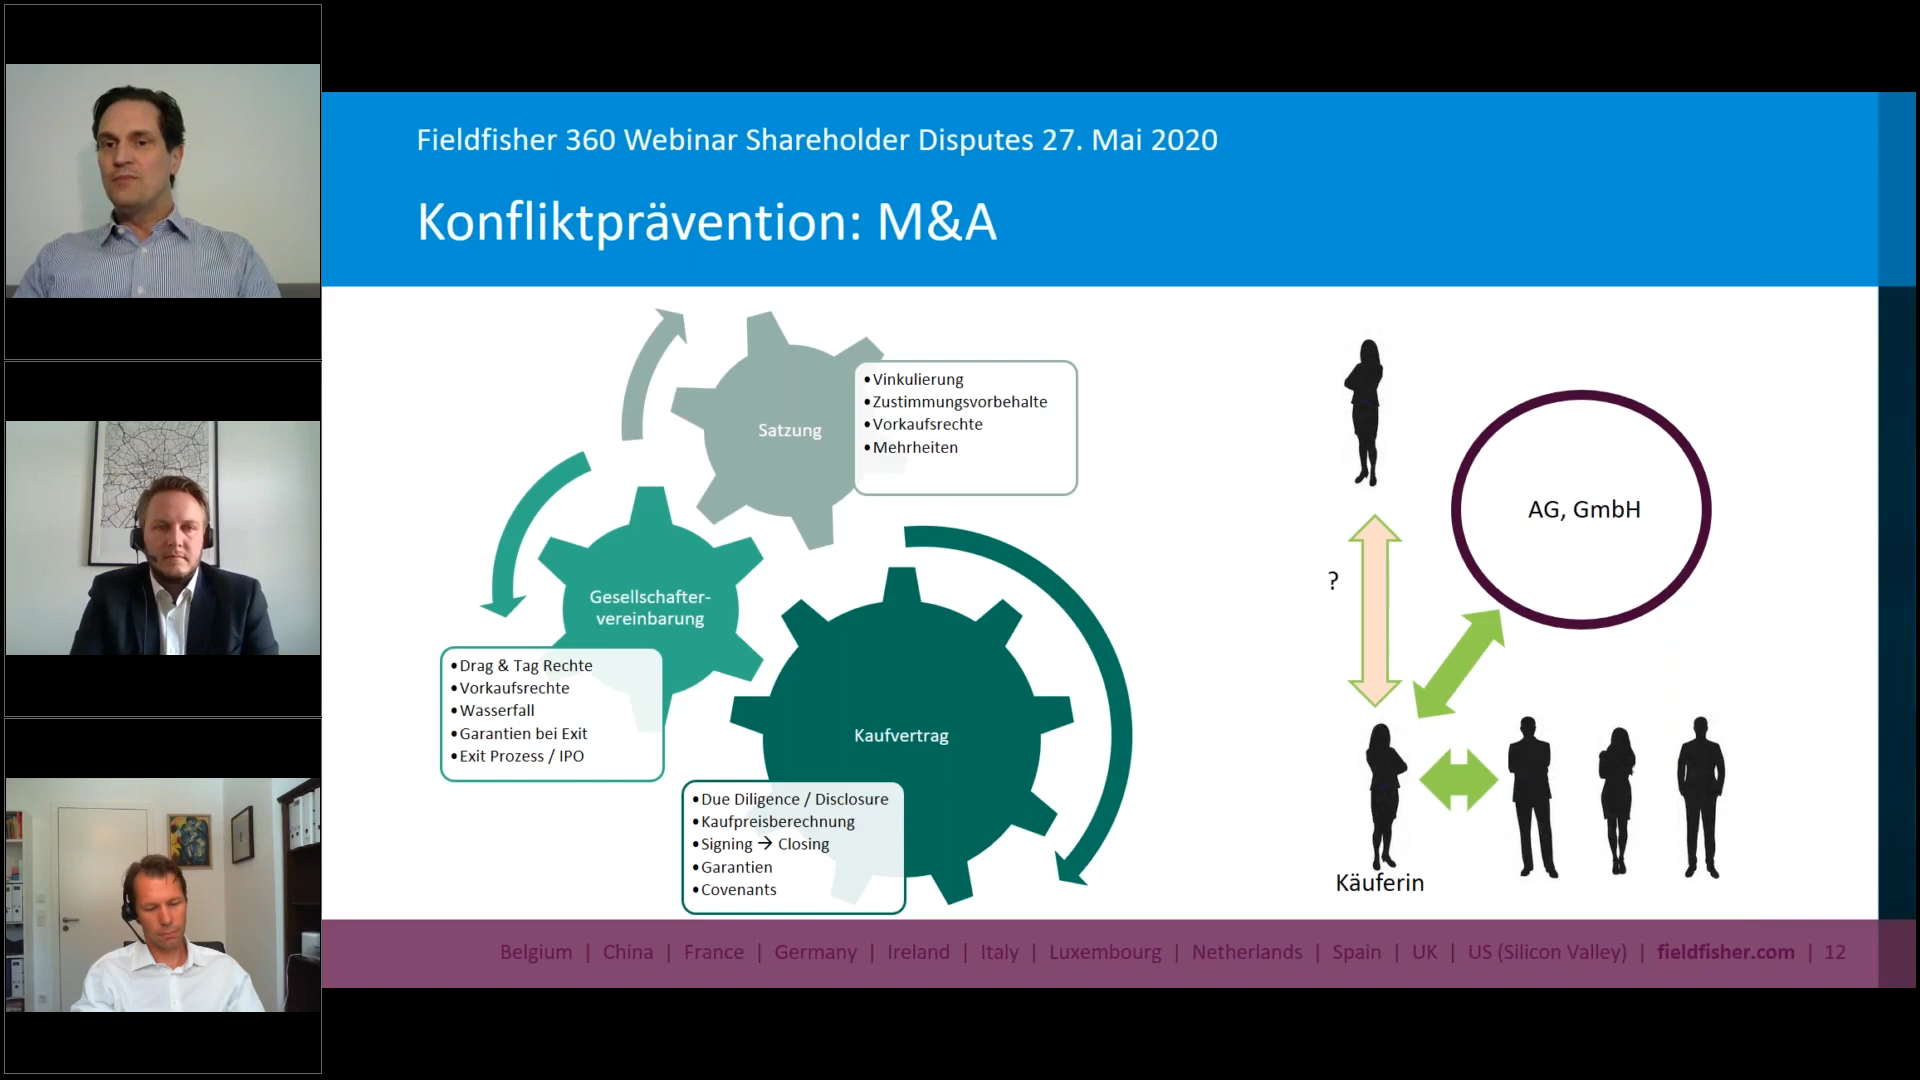 Fieldfisher 360 Webinar Shareholder Disputes 27. Mai 2020
Konfliktprävention: M&A
Satzung
•Vinkulierung
•Zustimmungsvorbehalte
•Vorkaufsrechte
•Mehrheiten
Gesellschafter-
vereinbarung
•Drag & Tag Rechte
•Vorkaufsrechte
•Wasserfall
•Garantien bei Exit
•Exit Prozess / IPO
Kaufvertrag
•Due Diligence / Disclosure
•Kaufpreisberechnung
•Signing → Closing
•Garantien
•Covenants
AG, GmbH
?
Käuferin
Belgium | China | France | Germany | Ireland | Italy | Luxembourg | Netherlands | Spain | UK | US (Silicon Valley) | fieldfisher.com | 12